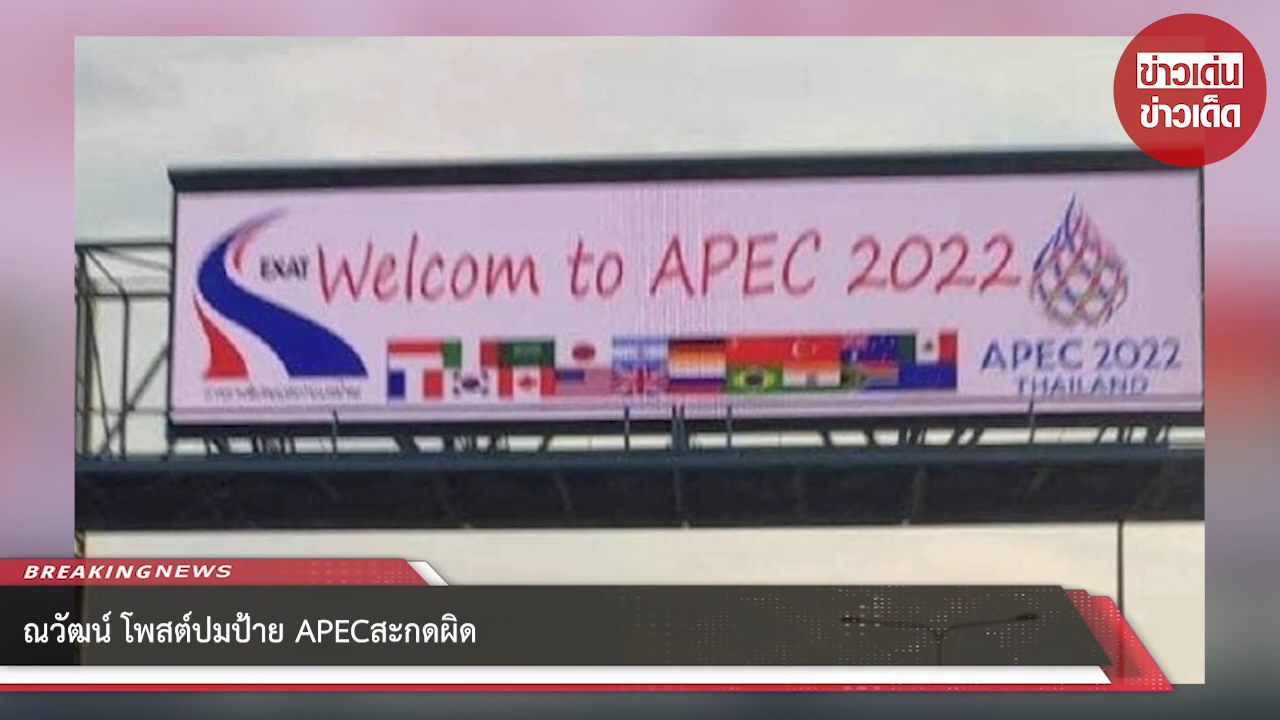 ข่าวเด่น
ข่าวเด็ด
EXAT
Welcom to APEC 2022
APEC 2022
THAILAND
BREAKINGNEWS
ณวัฒน์ โพสต์ปมป้าย APECสะกดผิด